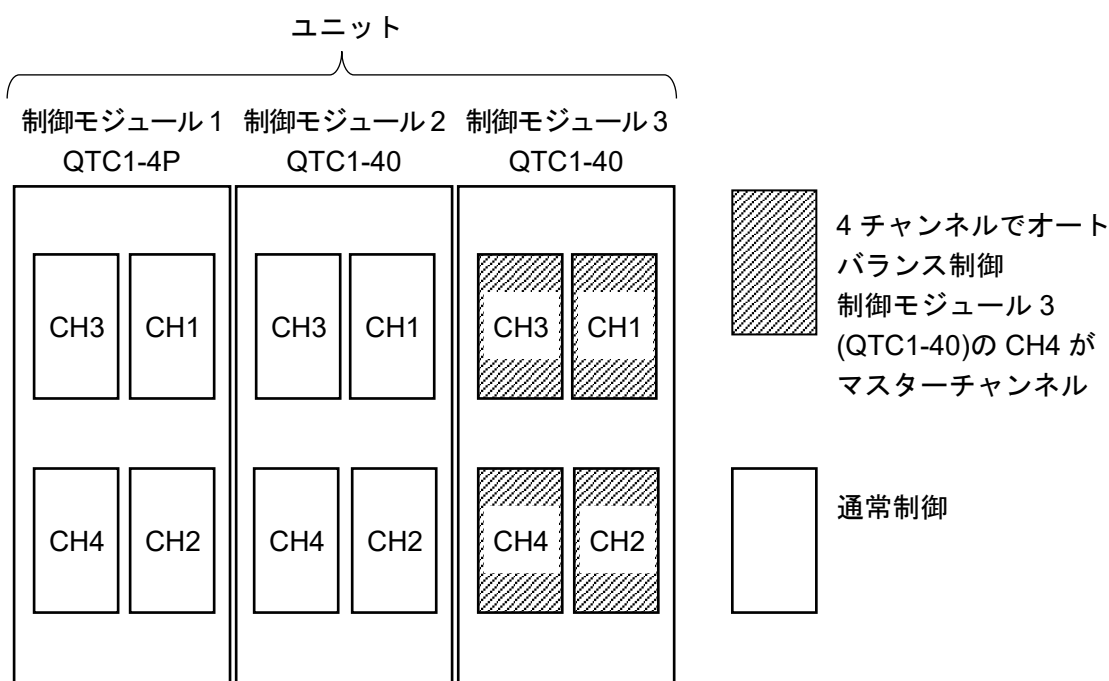 ユニット
制御モジュール 1 制御モジュール 2 制御モジュール 3
QTC1-4P QTC1-40 QTC1-40
CH3 CH1 CH3 CH1 CH3 CH1
CH4 CH2 CH4 CH2 CH4 CH2
4 チャンネルでオート
バランス制御
制御モジュール 3
(QTC1-40)の CH4 が
マスターチャンネル
通常制御